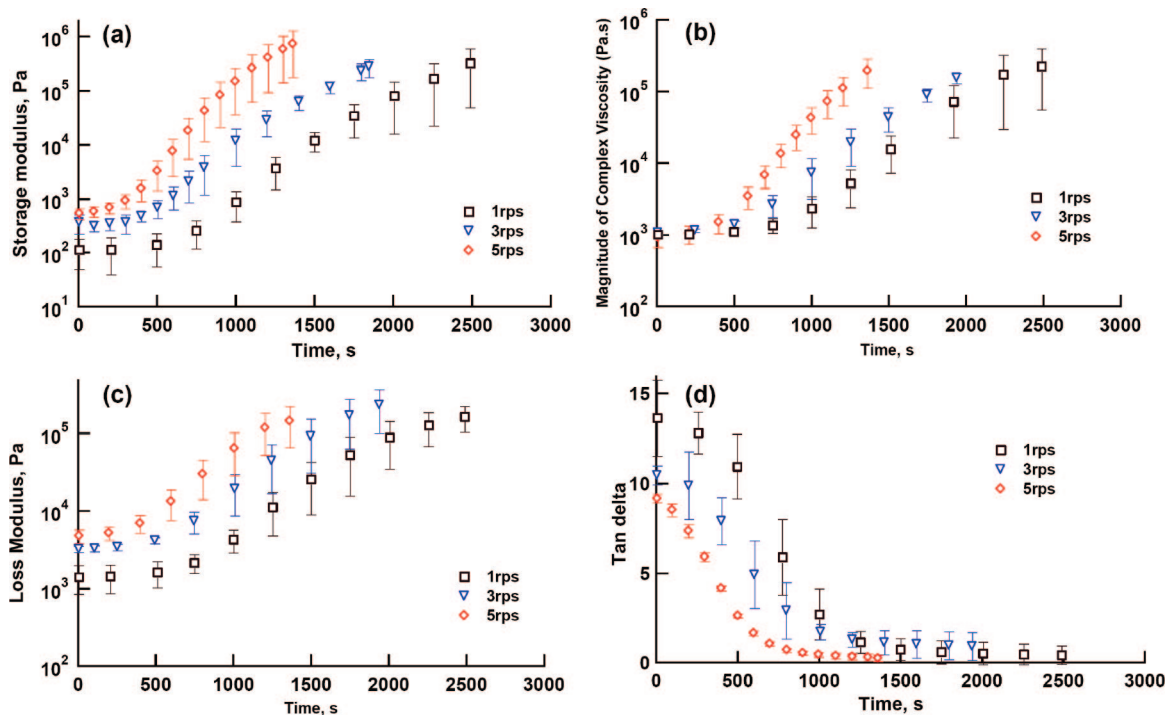 (a)
Storage modulus, Pa
10^6
10^5
10^4
10^3
10^2
10^1
0 500 1000 1500 2000 2500 3000
Time, s
1rps
3rps
5rps
(b)
Magnitude of Complex Viscosity (Pa.s)
10^6
10^5
10^4
10^3
10^2
0 500 1000 1500 2000 2500 3000
Time, s
1rps
3rps
5rps
(c)
Loss Modulus, Pa
10^5
10^4
10^3
10^2
0 500 1000 1500 2000 2500 3000
Time, s
1rps
3rps
5rps
(d)
Tan delta
15
10
5
0
0 500 1000 1500 2000 2500 3000
Time, s
1rps
3rps
5rps